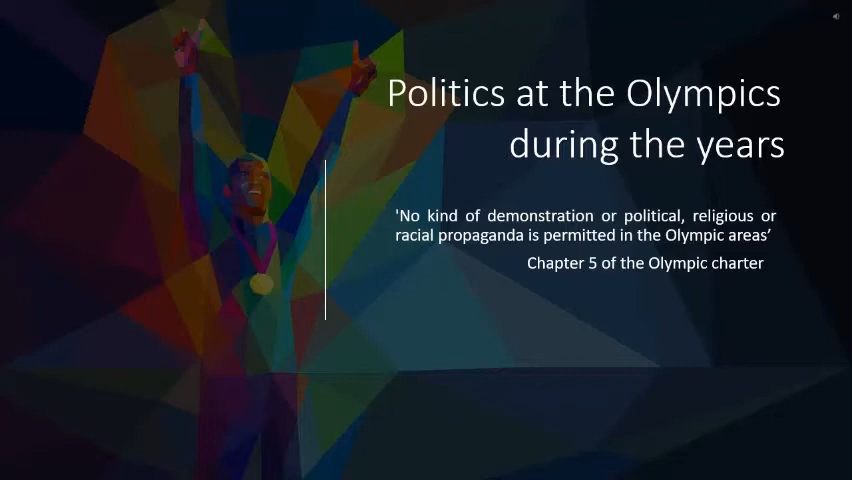 Politics at the Olympics
during the years
'No kind of demonstration or political, religious or
racial propaganda is permitted in the Olympic areas’
Chapter 5 of the Olympic charter